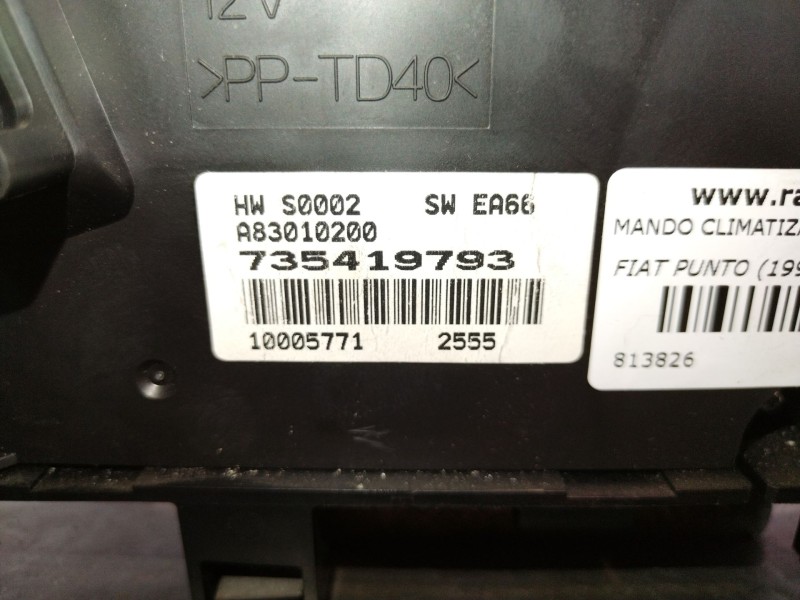 12V
>PP-TD40<
HW S0002 SW EA66
A83010200
735419793
10005771 2555
www.ra
MANDO CLIMATIZA
FIAT PUNTO (199
813826